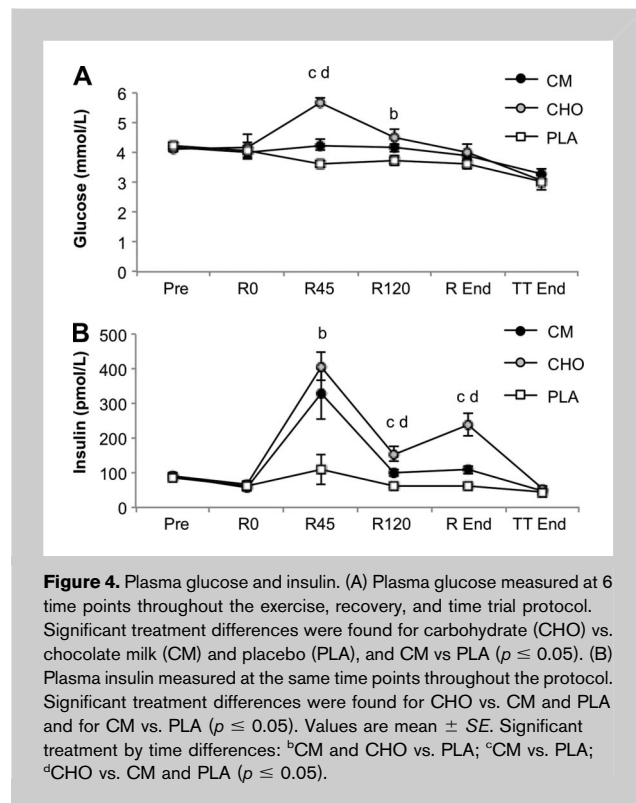 A
c d
b
CM
CHO
PLA
Glucose (mmol/L)
6
5
4
3
2
1
0
Pre R0 R45 R120 R End TT End
B
b
c d
c d
CM
CHO
PLA
Insulin (pmol/L)
500
400
300
200
100
0
Pre R0 R45 R120 R End TT End
Figure 4. Plasma glucose and insulin. (A) Plasma glucose measured at 6
time points throughout the exercise, recovery, and time trial protocol.
Significant treatment differences were found for carbohydrate (CHO) vs.
chocolate milk (CM) and placebo (PLA), and CM vs PLA (p ≤ 0.05). (B)
Plasma insulin measured at the same time points throughout the protocol.
Significant treatment differences were found for CHO vs. CM and PLA
and for CM vs. PLA (p ≤ 0.05). Values are mean ± SE. Significant
treatment by time differences: ᵇCM and CHO vs. PLA; ᶜCM vs. PLA;
ᵈCHO vs. CM and PLA (p ≤ 0.05).